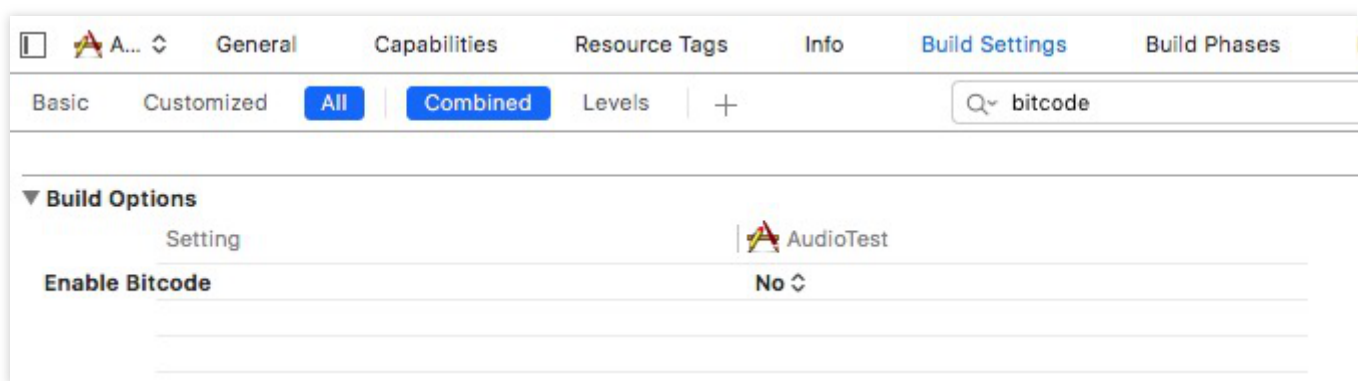 A... General Capabilities Resource Tags Info Build Settings Build Phases
Basic Customized All Combined Levels + bitcode
Build Options
Setting AudioTest
Enable Bitcode No